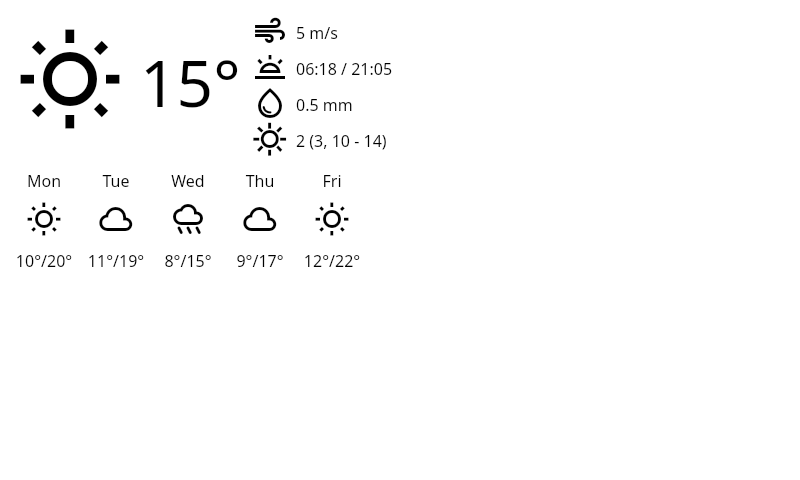 15°
5 m/s
06:18 / 21:05
0.5 mm
2 (3, 10 - 14)
Mon Tue Wed Thu Fri
10°/20° 11°/19° 8°/15° 9°/17° 12°/22°